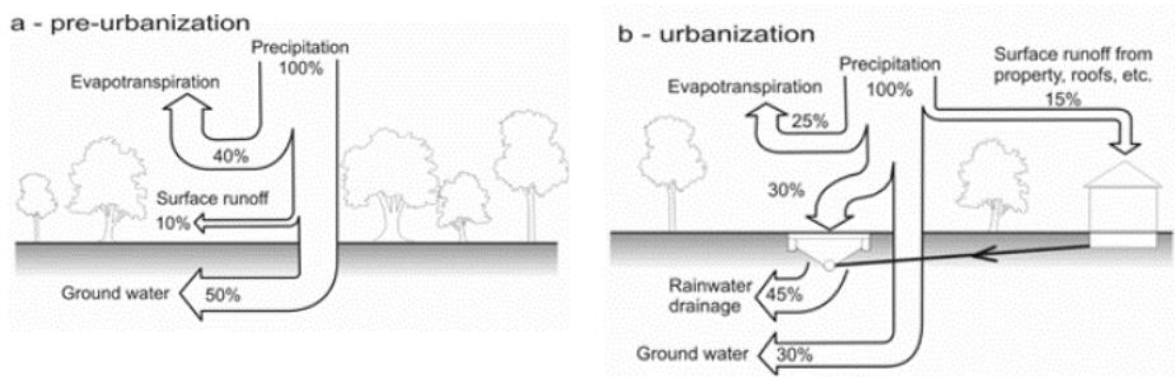 a - pre-urbanization
Precipitation
100%
Evapotranspiration
40%
Surface runoff
10%
Ground water
50%
b - urbanization
Surface runoff from
property, roofs, etc.
15%
Precipitation
100%
Evapotranspiration
25%
30%
Rainwater
drainage
45%
Ground water
30%